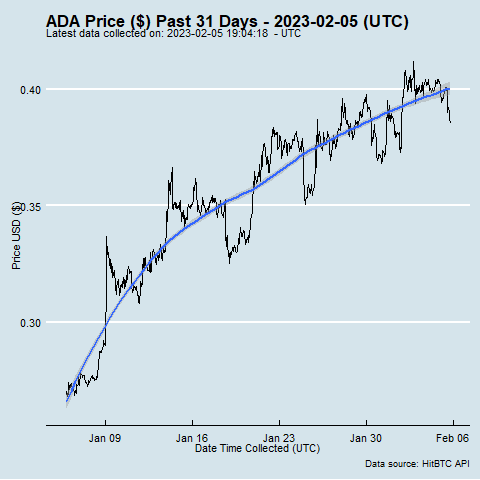 ADA Price ($) Past 31 Days - 2023-02-05 (UTC)
Latest data collected on: 2023-02-05 19:04:18 - UTC
0.40
0.35
0.30
Price USD ($)
Jan 09 Jan 16 Jan 23 Jan 30 Feb 06
Date Time Collected (UTC)
Data source: HitBTC API